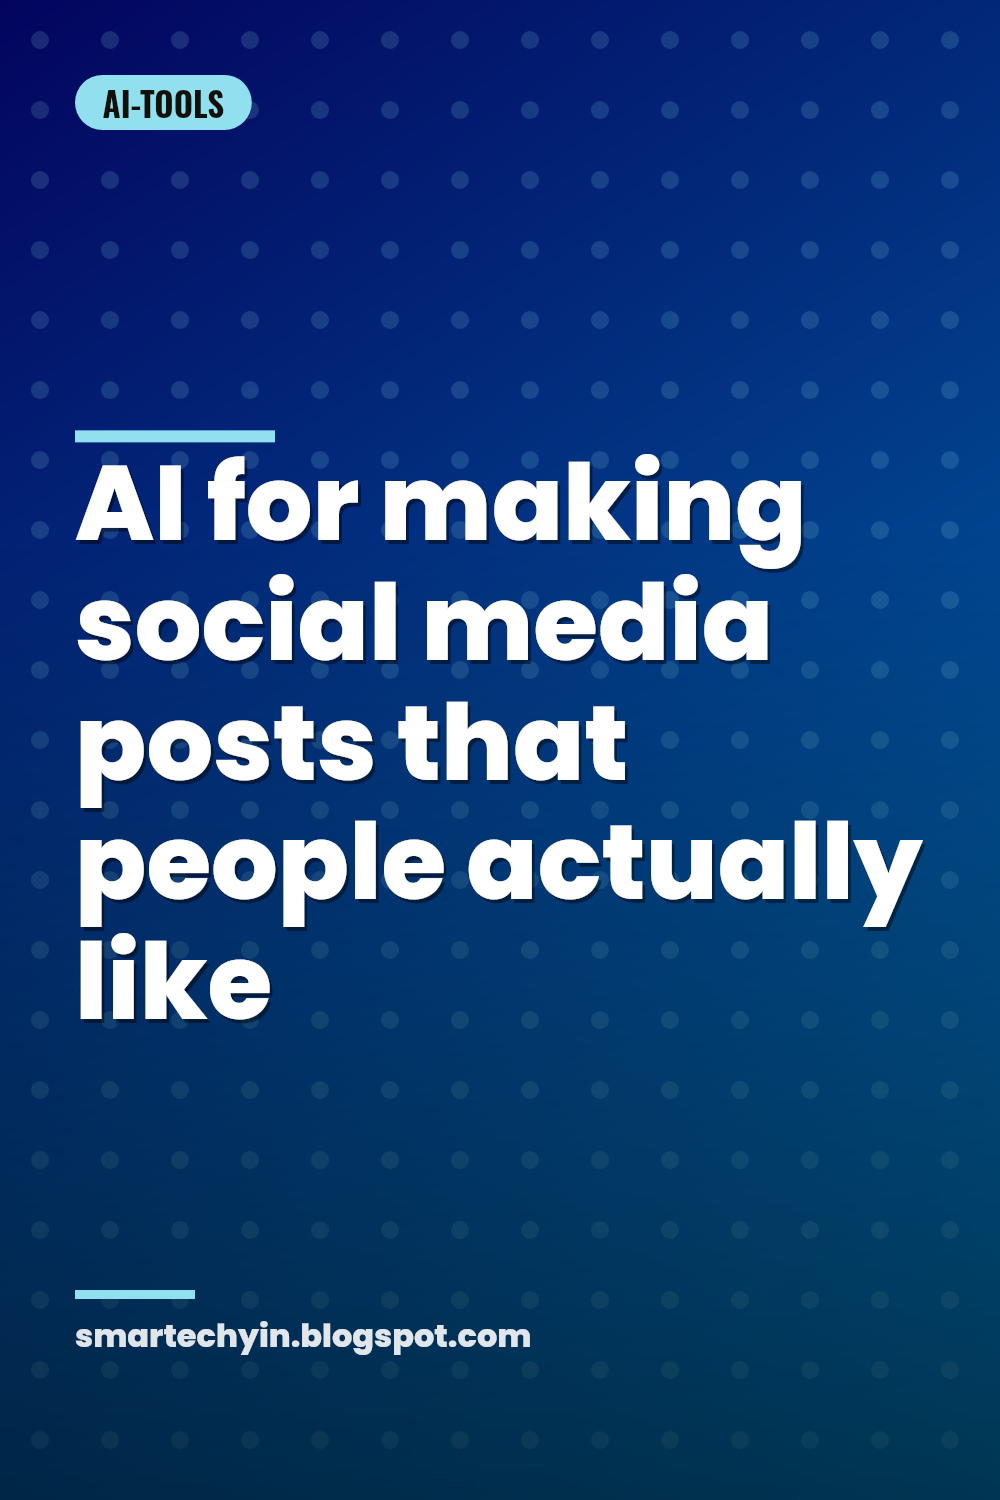 AI-TOOLS
AI for making
social media
posts that
people actually
like
smartechyin.blogspot.com